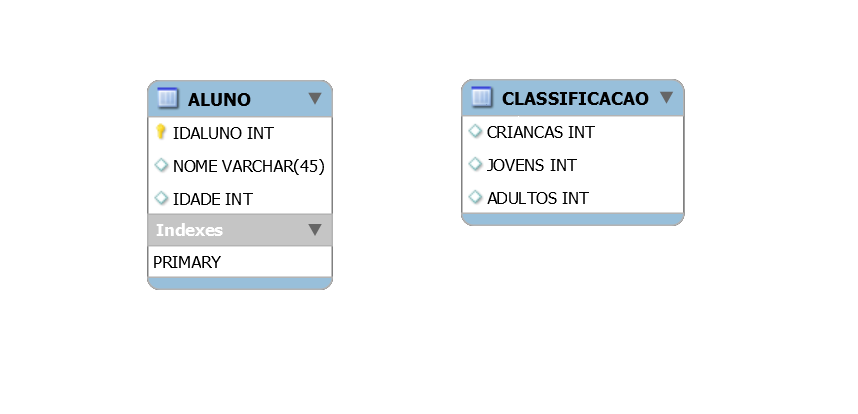 ALUNO
IDALUNO INT
NOME VARCHAR(45)
IDADE INT
Indexes
PRIMARY
CLASSIFICACAO
CRIANCAS INT
JOVENS INT
ADULTOS INT